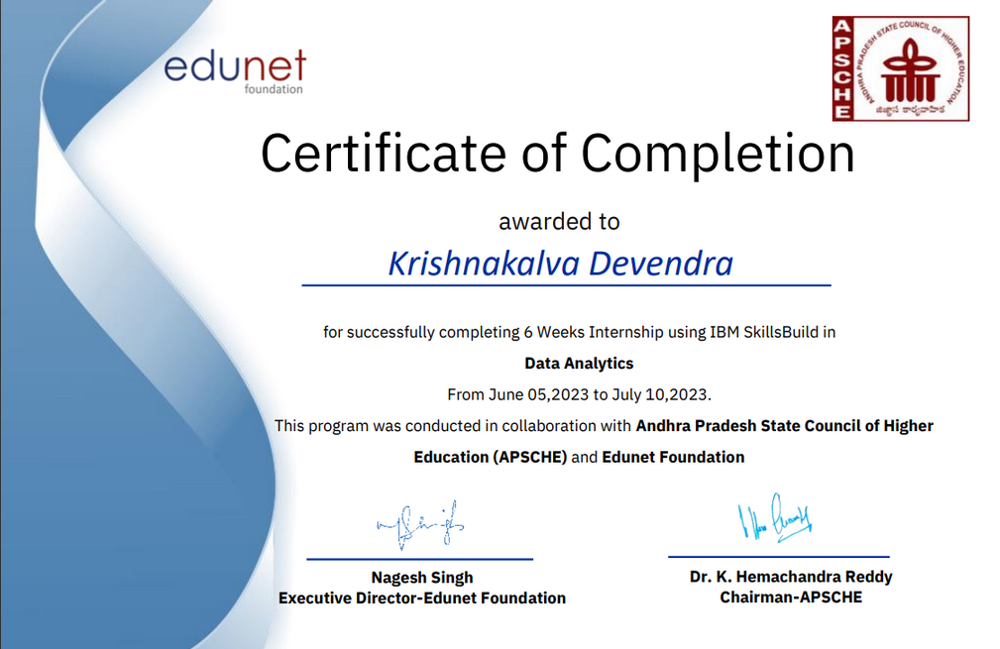 edunet
foundation
APSCHE
ANDHRA PRADESH STATE COUNCIL OF HIGHER EDUCATION
జ్ఞాన కార్యవాహిక
Certificate of Completion
awarded to
Krishnakalva Devendra
for successfully completing 6 Weeks Internship using IBM SkillsBuild in
Data Analytics
From June 05,2023 to July 10,2023.
This program was conducted in collaboration with Andhra Pradesh State Council of Higher
Education (APSCHE) and Edunet Foundation
Nagesh Singh
Executive Director-Edunet Foundation
Dr. K. Hemachandra Reddy
Chairman-APSCHE